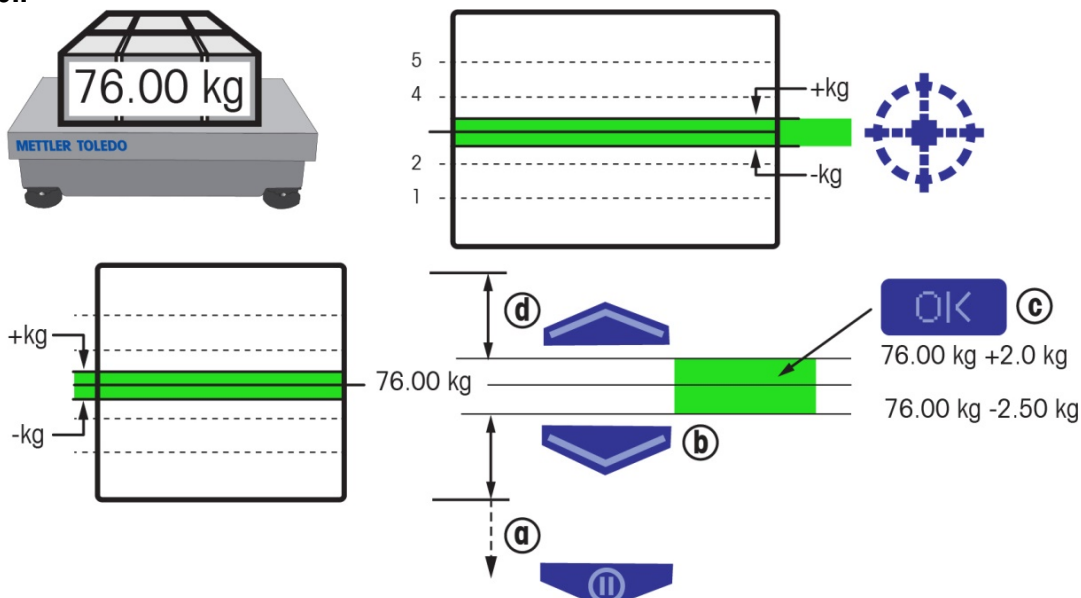 76.00 kg
METTLER TOLEDO
5
4
2
1
+kg
-kg
+kg
-kg
76.00 kg
d
b
a
OK
c
76.00 kg +2.0 kg
76.00 kg -2.50 kg